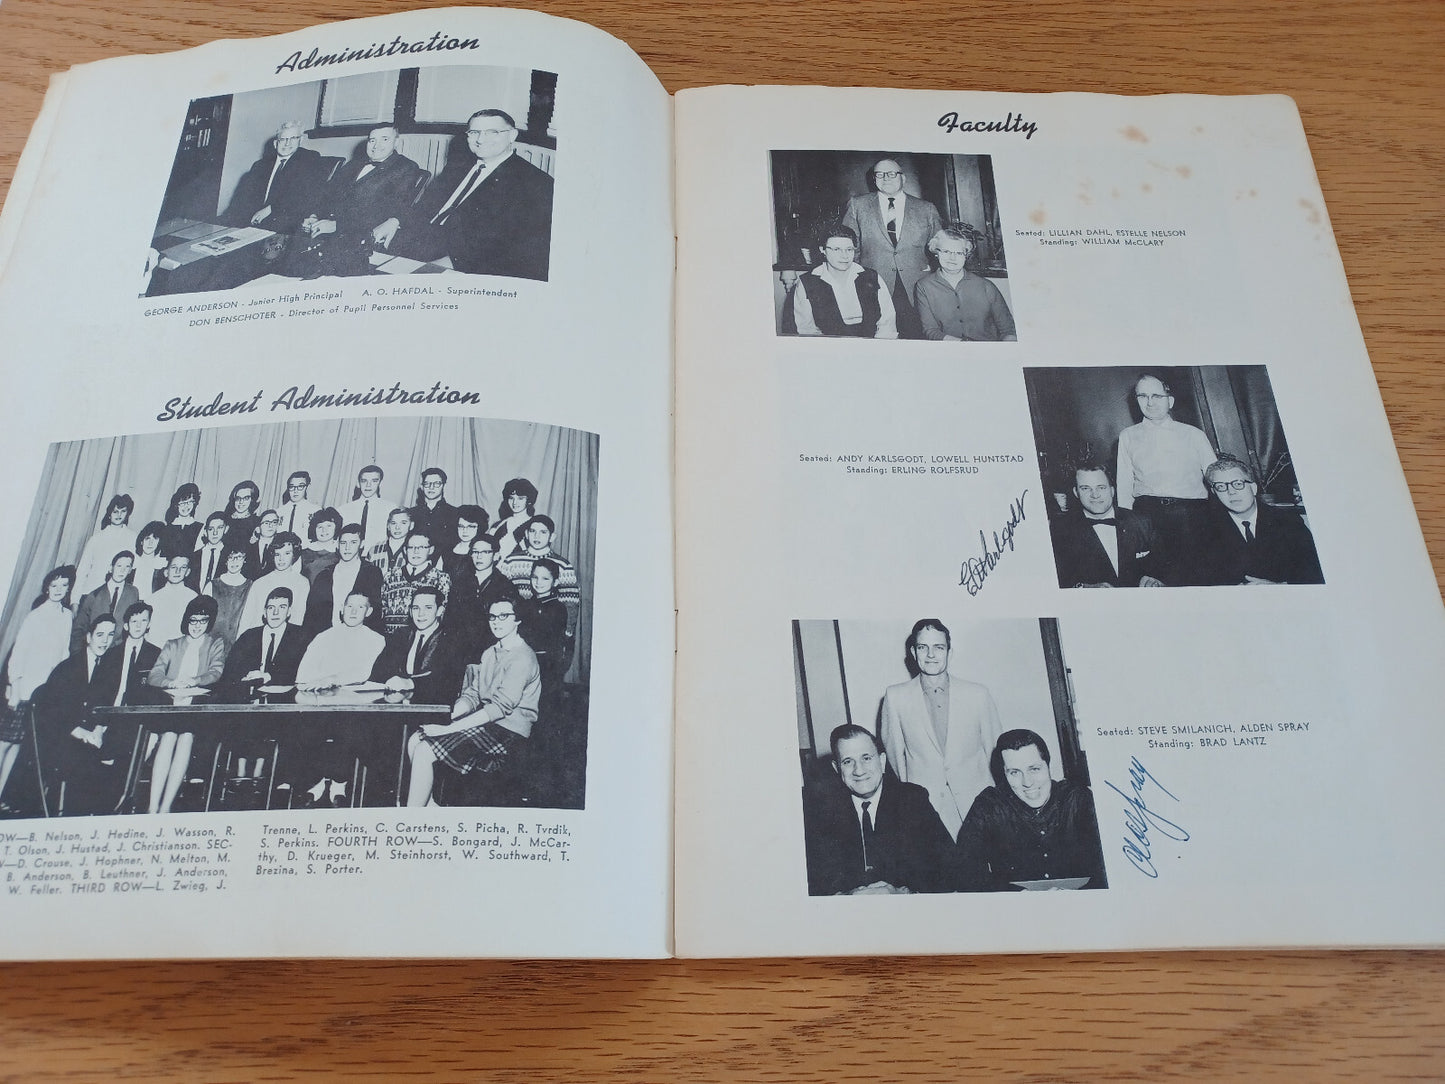 Administration
GEORGE ANDERSON - Junior High Principal A. O. HAFDAL - Superintendent
DON BENSCHOTER - Director of Pupil Personnel Services
Student Administration
OW—B. Nelson, J. Hedine, J. Wasson, R.
T. Olson, J. Hustad, J. Christianson. SEC-
W—D. Crouse, J. Hophner, N. Melton, M.
B. Anderson, B. Leuthner, J. Anderson,
W. Feller. THIRD ROW—L. Zwieg, J.
Trenne, L. Perkins, C. Carstens, S. Picha, R. Tvrdik,
S. Perkins. FOURTH ROW—S. Bongard, J. McCar-
thy, D. Krueger, M. Steinhorst, W. Southward, T.
Brezina, S. Porter.
Faculty
Seated: LILLIAN DAHL, ESTELLE NELSON
Standing: WILLIAM McCLARY
Seated: ANDY KARLSGODT, LOWELL HUNTSTAD
Standing: ERLING ROLFSRUD
Karlsgodt
Seated: STEVE SMILANICH, ALDEN SPRAY
Standing: BRAD LANTZ